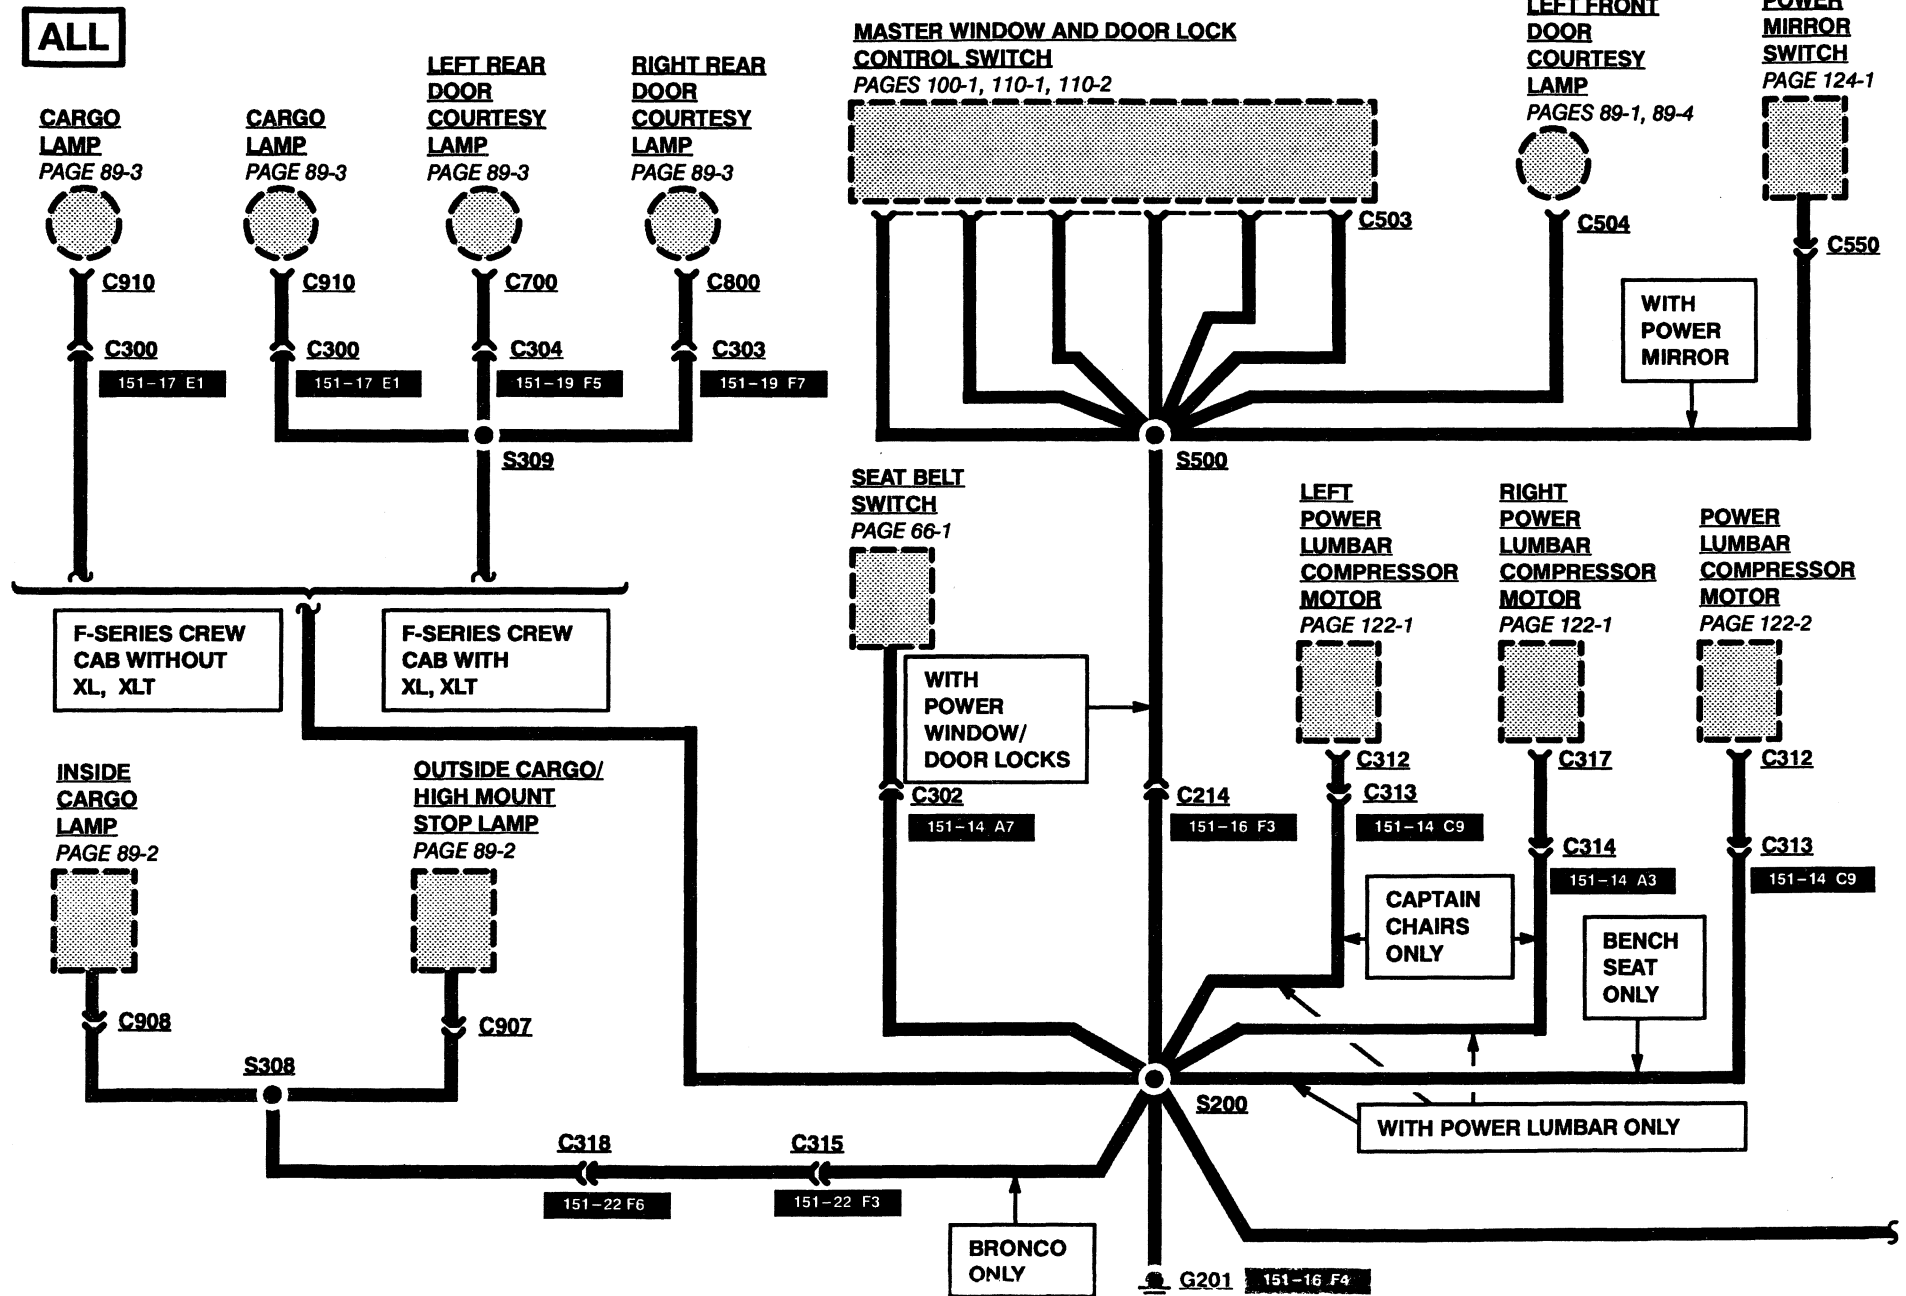 ALL
CARGO
LAMP
PAGE 89-3
CARGO
LAMP
PAGE 89-3
LEFT REAR
DOOR
COURTESY
LAMP
PAGE 89-3
RIGHT REAR
DOOR
COURTESY
LAMP
PAGE 89-3
MASTER WINDOW AND DOOR LOCK
CONTROL SWITCH
PAGES 100-1, 110-1, 110-2
LEFT FRONT
DOOR
COURTESY
LAMP
PAGES 89-1, 89-4
POWER
MIRROR
SWITCH
PAGE 124-1
C910
C910
C700
C800
C503
C504
C550
C300
151-17 E1
C300
151-17 E1
C304
151-19 F5
C303
151-19 F7
WITH
POWER
MIRROR
S309
S500
SEAT BELT
SWITCH
PAGE 66-1
LEFT
POWER
LUMBAR
COMPRESSOR
MOTOR
PAGE 122-1
RIGHT
POWER
LUMBAR
COMPRESSOR
MOTOR
PAGE 122-1
POWER
LUMBAR
COMPRESSOR
MOTOR
PAGE 122-2
F-SERIES CREW
CAB WITHOUT
XL, XLT
F-SERIES CREW
CAB WITH
XL, XLT
WITH
POWER
WINDOW/
DOOR LOCKS
INSIDE
CARGO
LAMP
PAGE 89-2
OUTSIDE CARGO/
HIGH MOUNT
STOP LAMP
PAGE 89-2
C302
151-14 A7
C214
151-16 F3
C312
C313
151-14 C9
C317
C314
151-14 A3
C312
C313
151-14 C9
CAPTAIN
CHAIRS
ONLY
BENCH
SEAT
ONLY
C908
C907
S308
S200
WITH POWER LUMBAR ONLY
C318
151-22 F6
C315
151-22 F3
BRONCO
ONLY
G201
151-16 F4